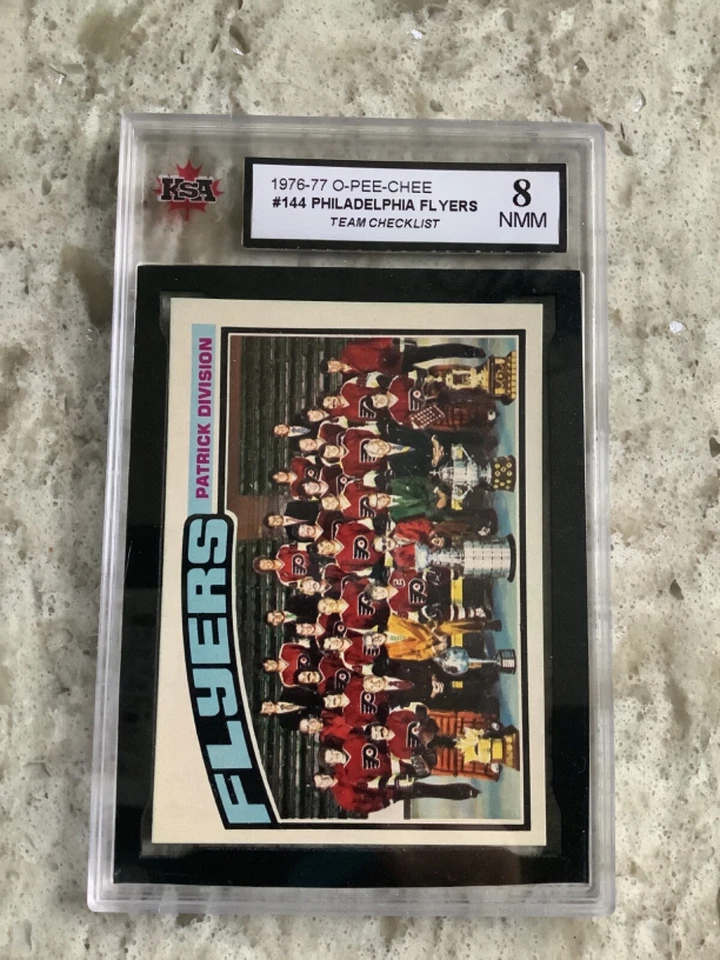 KSA
1976-77 O-PEE-CHEE
#144 PHILADELPHIA FLYERS
TEAM CHECKLIST
8
NMM
FLYERS
PATRICK DIVISION